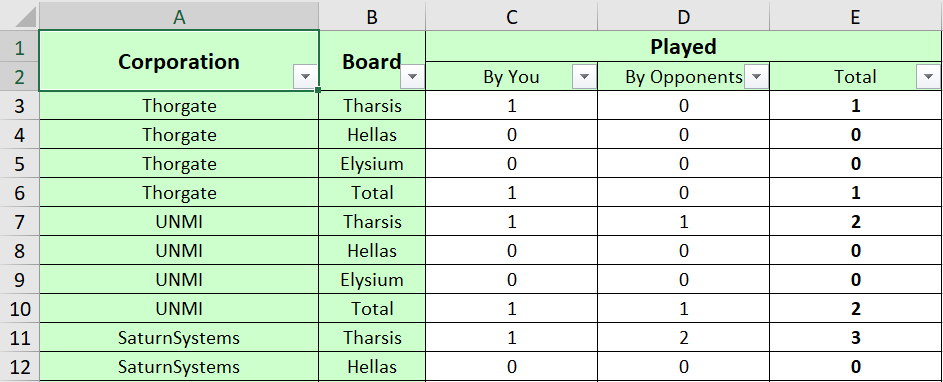 A B C D E
1 Corporation Board Played
2 By You By Opponents Total
3 Thorgate Tharsis 1 0 1
4 Thorgate Hellas 0 0 0
5 Thorgate Elysium 0 0 0
6 Thorgate Total 1 0 1
7 UNMI Tharsis 1 1 2
8 UNMI Hellas 0 0 0
9 UNMI Elysium 0 0 0
10 UNMI Total 1 1 2
11 SaturnSystems Tharsis 1 2 3
12 SaturnSystems Hellas 0 0 0